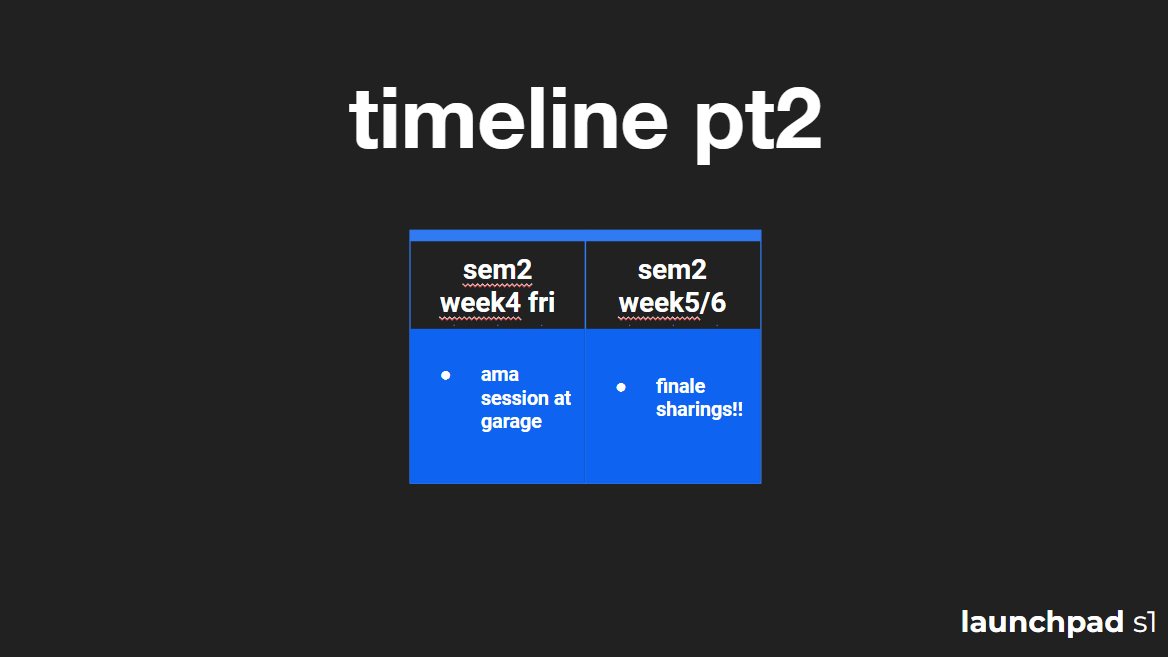 timeline pt2
sem2
week4 fri
sem2
week5/6
● ama
session at
garage
● finale
sharings!!
launchpad s1